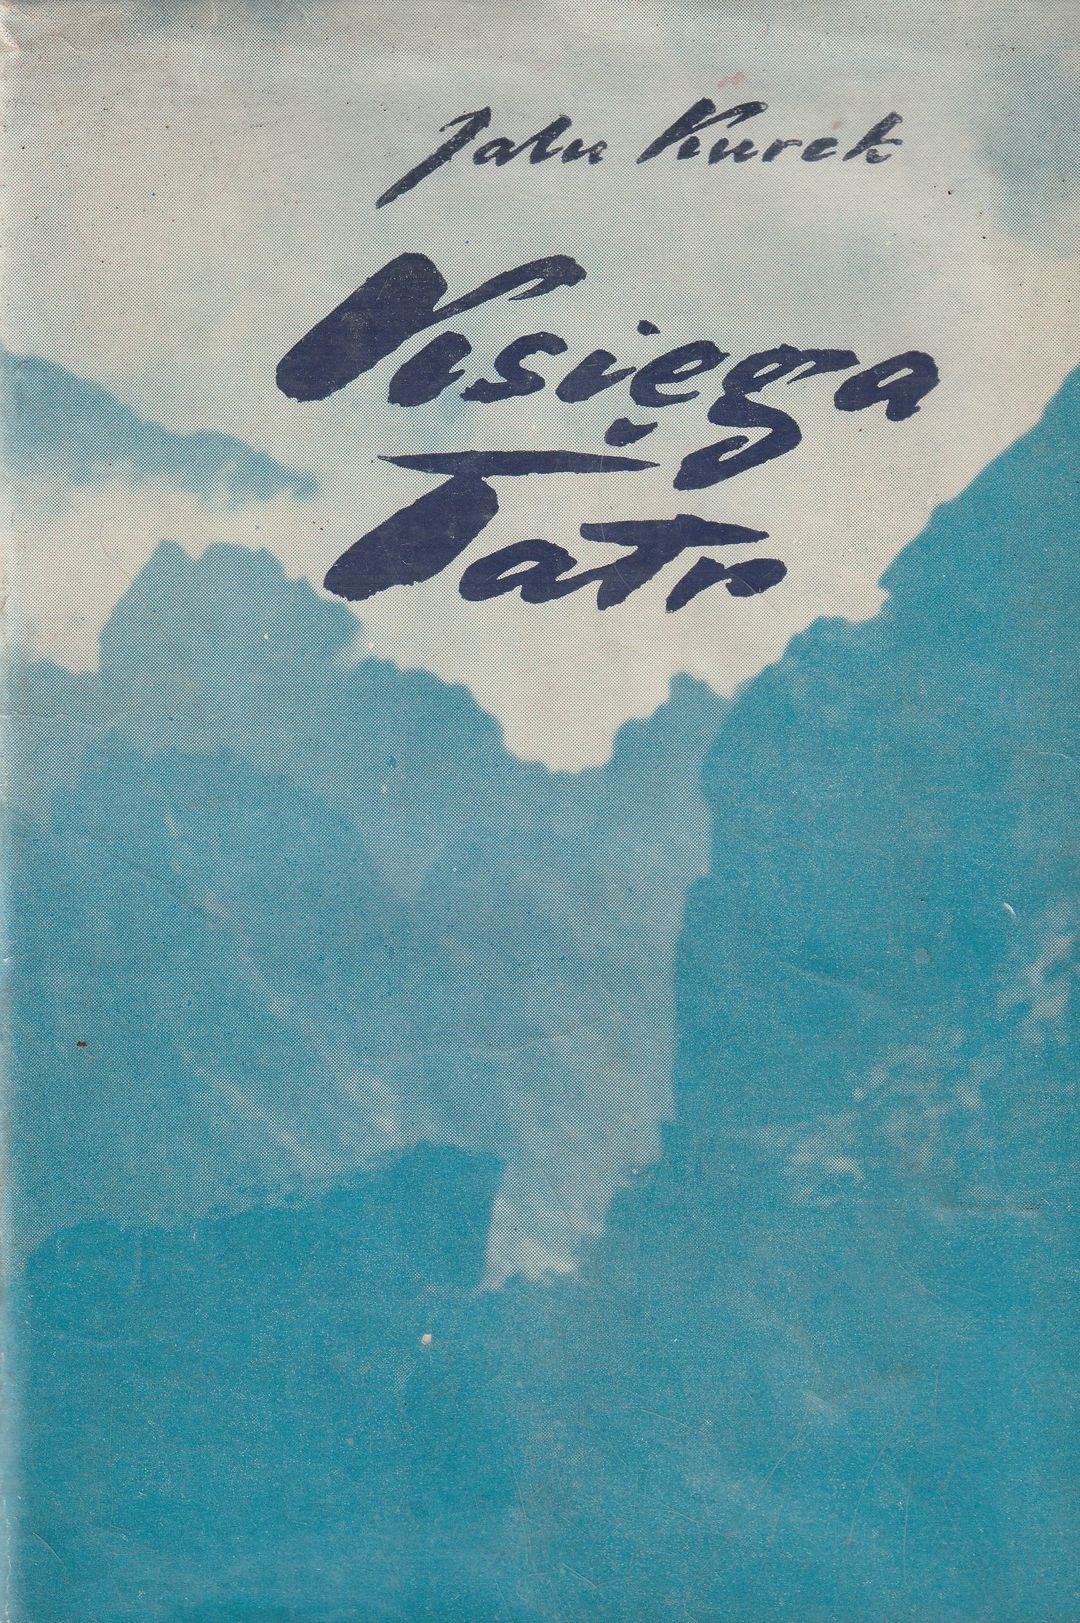 Jalu Kurek
Księga
Tatr